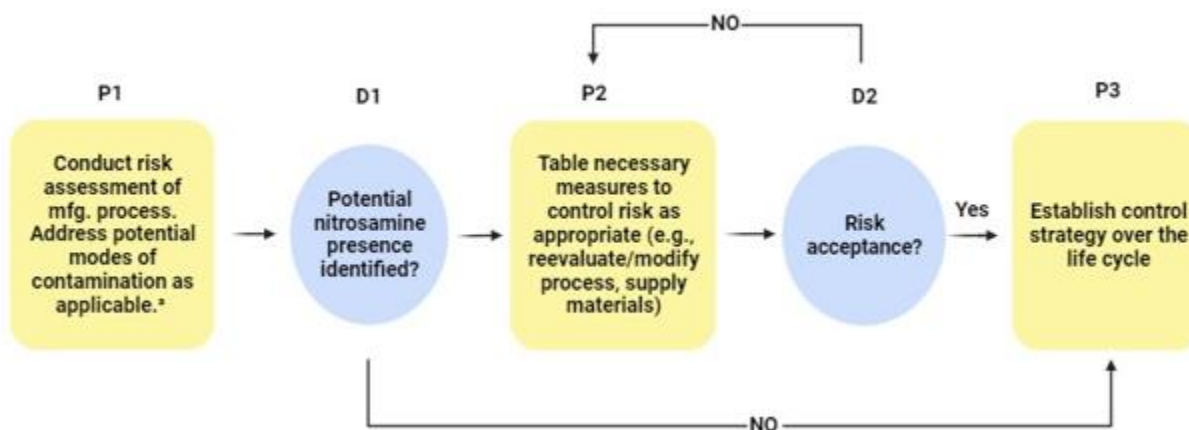 NO
P1
D1
P2
D2
P3
Conduct risk
assessment of
mfg. process.
Address potential
modes of
contamination as
applicable.ª
Potential
nitrosamine
presence
identified?
Table necessary
measures to
control risk as
appropriate (e.g.,
reevaluate/modify
process, supply
materials)
Risk
acceptance?
Yes
Establish control
strategy over the
life cycle
NO